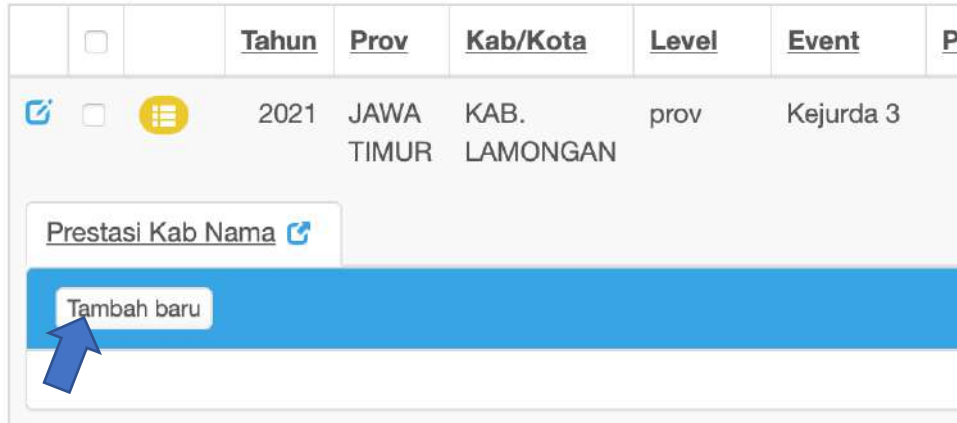 Tahun Prov Kab/Kota Level Event P
2021 JAWA TIMUR KAB. LAMONGAN prov Kejurda 3
Prestasi Kab Nama
Tambah baru